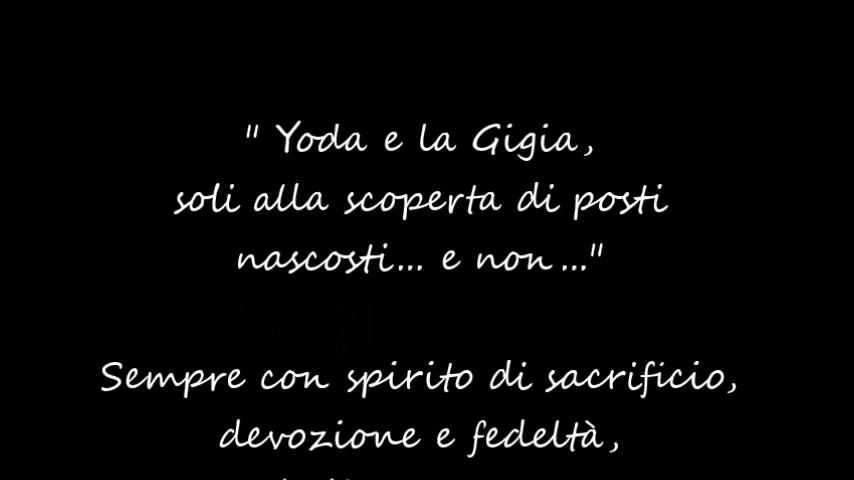 " Yoda e la Gigia,
soli alla scoperta di posti
nascosti... e non..."
Sempre con spirito di sacrificio,
devozione e fedeltà,